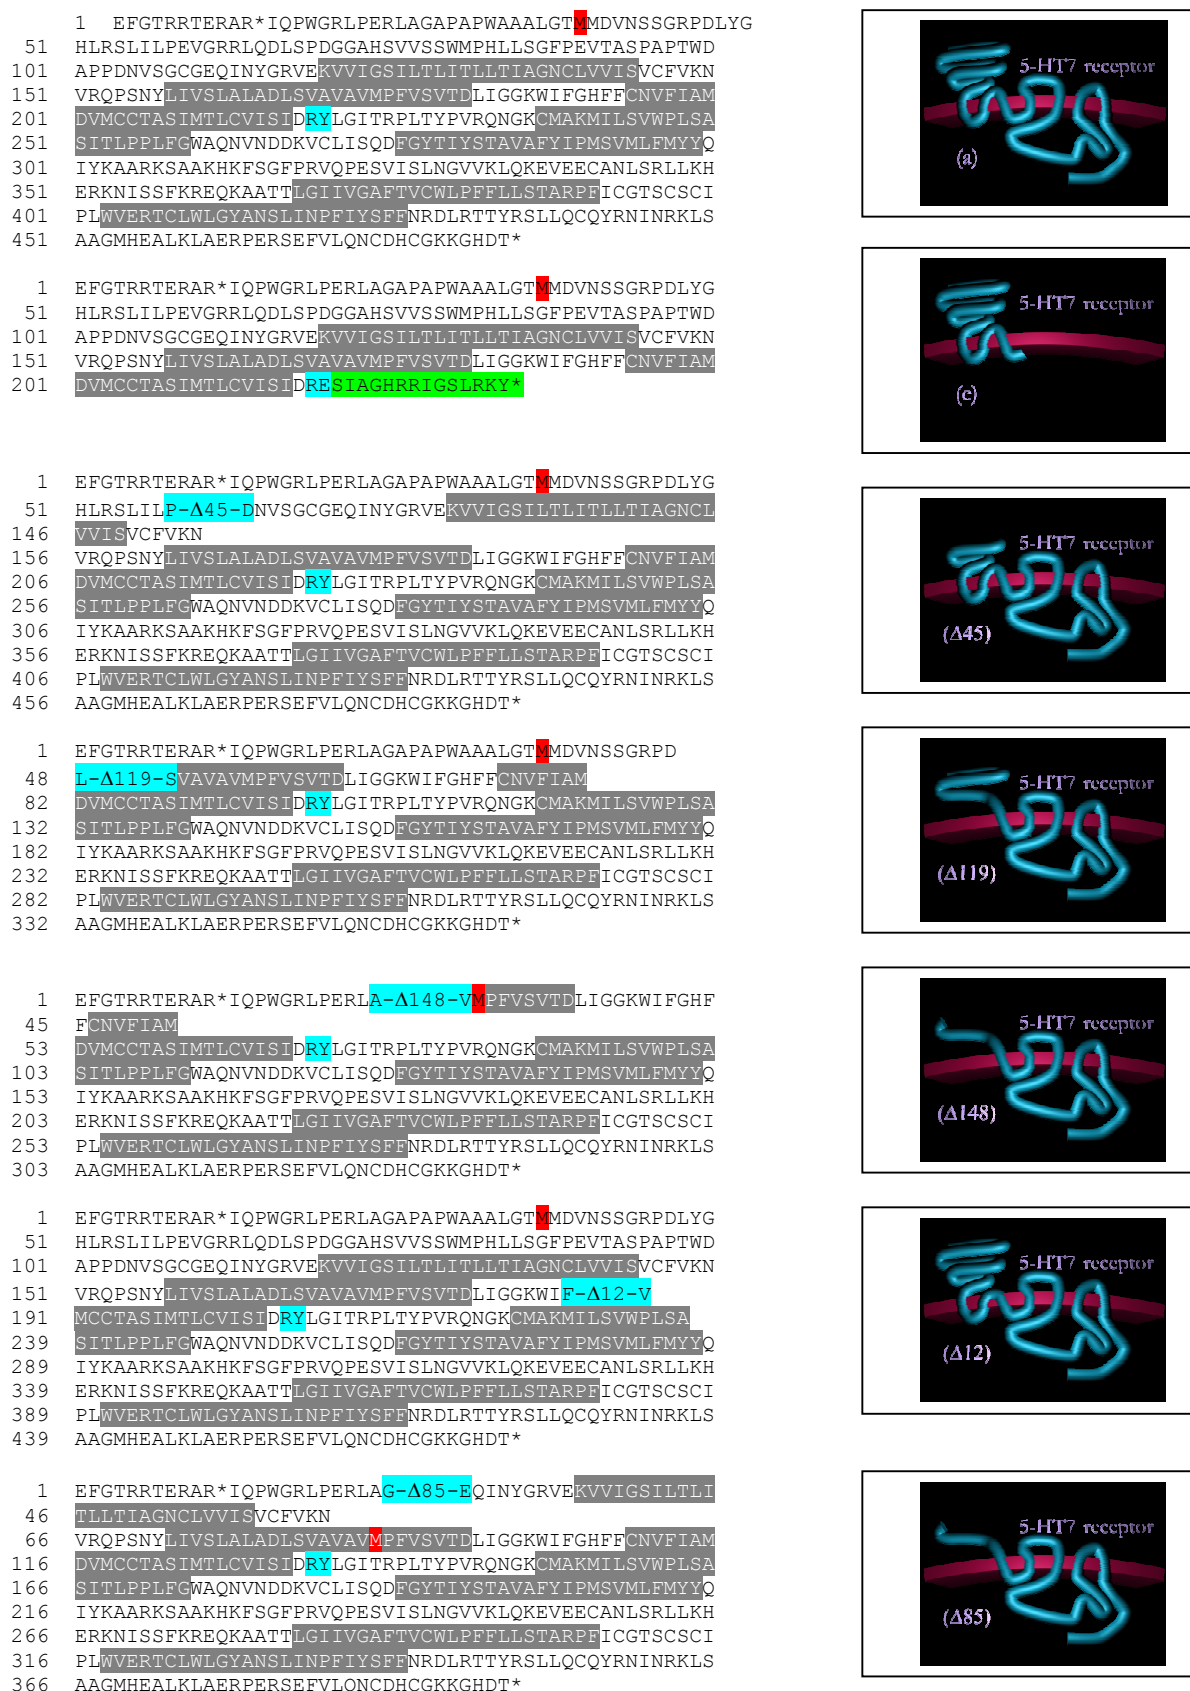 1 EFGTRRTERAR*IQPWGRLPERLAGAPAPWAAALGTMMDVNSSGRPDLYG
51 HLRSLILPEVGRRLQDLSPDGGAHSVVSSWMPHLLSGFPEVTASPAPTWD
101 APPDNVSGCGEQINYGRVEKVVIGSILTLITLLTIAGNCLVVISVCFVKN
151 VRQPSNYLIVSLALADLSVAVAVMPFVSVTDLIGGKWIFGHFFCNVFIAM
201 DVMCCTASIMTLCVISIDRYLGITRPLTYPVRQNGKCMAKMILSVWPLSA
251 SITLPPLFGWAQNVNDDKVCLISQDFGYTIYSTAVAFYIPMSVMLFMYYQ
301 IYKAARKSAAKHKFSGFPRVQPESVISLNGVVKLQKEVEECANLSRLLKH
351 ERKNISSFKREQKAATTLGIIVGAFTVCWLPFFLLSTARPFICGTSCSCI
401 PLWVERTCLWLGYANSLINPFIYSFFNRDLRTTYRSLLQCQYRNINRKLS
451 AAGMHEALKLAERPERSEFVLQNCDHCGKKGHDT*
5-HT7 receptor
(a)
1 EFGTRRTERAR*IQPWGRLPERLAGAPAPWAAALGTMMDVNSSGRPDLYG
51 HLRSLILPEVGRRLQDLSPDGGAHSVVSSWMPHLLSGFPEVTASPAPTWD
101 APPDNVSGCGEQINYGRVEKVVIGSILTLITLLTIAGNCLVVISVCFVKN
151 VRQPSNYLIVSLALADLSVAVAVMPFVSVTDLIGGKWIFGHFFCNVFIAM
201 DVMCCTASIMTLCVISIDRESIAGHRRIGSLRKY*
5-HT7 receptor
(e)
1 EFGTRRTERAR*IQPWGRLPERLAGAPAPWAAALGTMMDVNSSGRPDLYG
51 HLRSLILP-Δ45-DNVSGCGEQINYGRVEKVVIGSILTLITLLTIAGNCL
146 VVISVCFVKN
156 VRQPSNYLIVSLALADLSVAVAVMPFVSVTDLIGGKWIFGHFFCNVFIAM
206 DVMCCTASIMTLCVISIDRYLGITRPLTYPVRQNGKCMAKMILSVWPLSA
256 SITLPPLFGWAQNVNDDKVCLISQDFGYTIYSTAVAFYIPMSVMLFMYYQ
306 IYKAARKSAAKHKFSGFPRVQPESVISLNGVVKLQKEVEECANLSRLLKH
356 ERKNISSFKREQKAATTLGIIVGAFTVCWLPFFLLSTARPFICGTSCSCI
406 PLWVERTCLWLGYANSLINPFIYSFFNRDLRTTYRSLLQCQYRNINRKLS
456 AAGMHEALKLAERPERSEFVLQNCDHCGKKGHDT*
5-HT7 receptor
(Δ45)
1 EFGTRRTERAR*IQPWGRLPERLAGAPAPWAAALGTMMDVNSSGRPD
48 L-Δ119-SVAVAVMPFVSVTDLIGGKWIFGHFFCNVFIAM
82 DVMCCTASIMTLCVISIDRYLGITRPLTYPVRQNGKCMAKMILSVWPLSA
132 SITLPPLFGWAQNVNDDKVCLISQDFGYTIYSTAVAFYIPMSVMLFMYYQ
182 IYKAARKSAAKHKFSGFPRVQPESVISLNGVVKLQKEVEECANLSRLLKH
232 ERKNISSFKREQKAATTLGIIVGAFTVCWLPFFLLSTARPFICGTSCSCI
282 PLWVERTCLWLGYANSLINPFIYSFFNRDLRTTYRSLLQCQYRNINRKLS
332 AAGMHEALKLAERPERSEFVLQNCDHCGKKGHDT*
5-HT7 receptor
(Δ119)
1 EFGTRRTERAR*IQPWGRLPERLA-Δ148-VMPFVSVTDLIGGKWIFGHF
45 FCNVFIAM
53 DVMCCTASIMTLCVISIDRYLGITRPLTYPVRQNGKCMAKMILSVWPLSA
103 SITLPPLFGWAQNVNDDKVCLISQDFGYTIYSTAVAFYIPMSVMLFMYYQ
153 IYKAARKSAAKHKFSGFPRVQPESVISLNGVVKLQKEVEECANLSRLLKH
203 ERKNISSFKREQKAATTLGIIVGAFTVCWLPFFLLSTARPFICGTSCSCI
253 PLWVERTCLWLGYANSLINPFIYSFFNRDLRTTYRSLLQCQYRNINRKLS
303 AAGMHEALKLAERPERSEFVLQNCDHCGKKGHDT*
5-HT7 receptor
(Δ148)
1 EFGTRRTERAR*IQPWGRLPERLAGAPAPWAAALGTMMDVNSSGRPDLYG
51 HLRSLILPEVGRRLQDLSPDGGAHSVVSSWMPHLLSGFPEVTASPAPTWD
101 APPDNVSGCGEQINYGRVEKVVIGSILTLITLLTIAGNCLVVISVCFVKN
151 VRQPSNYLIVSLALADLSVAVAVMPFVSVTDLIGGKWIF-Δ12-V
191 MCCTASIMTLCVISIDRYLGITRPLTYPVRQNGKCMAKMILSVWPLSA
239 SITLPPLFGWAQNVNDDKVCLISQDFGYTIYSTAVAFYIPMSVMLFMYYQ
289 IYKAARKSAAKHKFSGFPRVQPESVISLNGVVKLQKEVEECANLSRLLKH
339 ERKNISSFKREQKAATTLGIIVGAFTVCWLPFFLLSTARPFICGTSCSCI
389 PLWVERTCLWLGYANSLINPFIYSFFNRDLRTTYRSLLQCQYRNINRKLS
439 AAGMHEALKLAERPERSEFVLQNCDHCGKKGHDT*
5-HT7 receptor
(Δ12)
1 EFGTRRTERAR*IQPWGRLPERLAG-Δ85-EQINYGRVEKVVIGSILTLI
46 TLLTIAGNCLVVISVCFVKN
66 VRQPSNYLIVSLALADLSVAVAVMPFVSVTDLIGGKWIFGHFFCNVFIAM
116 DVMCCTASIMTLCVISIDRYLGITRPLTYPVRQNGKCMAKMILSVWPLSA
166 SITLPPLFGWAQNVNDDKVCLISQDFGYTIYSTAVAFYIPMSVMLFMYYQ
216 IYKAARKSAAKHKFSGFPRVQPESVISLNGVVKLQKEVEECANLSRLLKH
266 ERKNISSFKREQKAATTLGIIVGAFTVCWLPFFLLSTARPFICGTSCSCI
316 PLWVERTCLWLGYANSLINPFIYSFFNRDLRTTYRSLLQCQYRNINRKLS
366 AAGMHEALKLAERPERSEFVLQNCDHCGKKGHDT*
5-HT7 receptor
(Δ85)